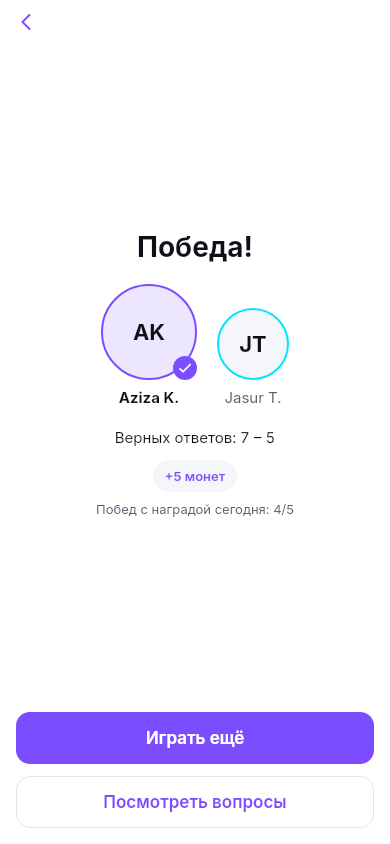 Победа!
AK
JT
Aziza K.
Jasur T.
Верных ответов: 7 – 5
+5 монет
Побед с наградой сегодня: 4/5
Играть ещё
Посмотреть вопросы